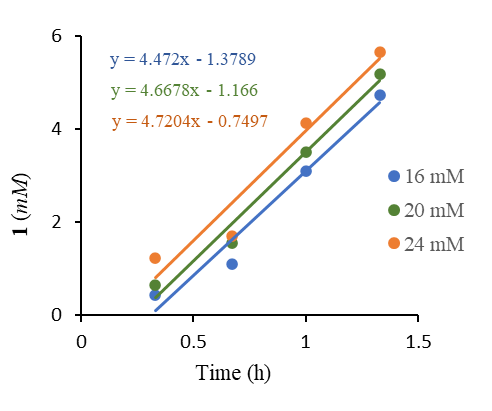 y = 4.472x - 1.3789
y = 4.6678x - 1.166
y = 4.7204x - 0.7497
6
4
2
0
0 0.5 1 1.5
1 (mM)
Time (h)
16 mM
20 mM
24 mM